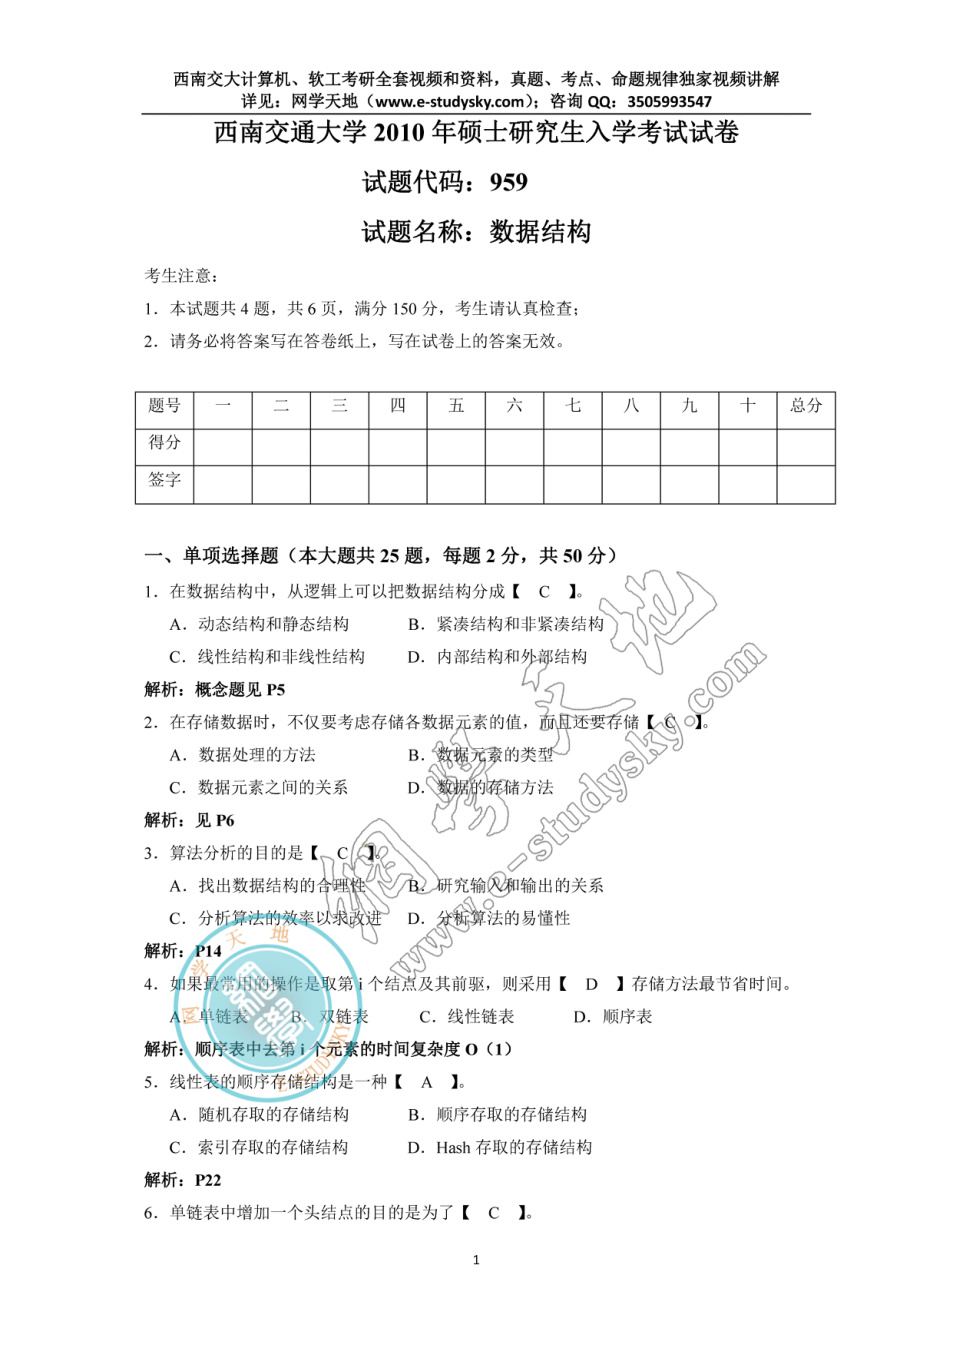 西南交大计算机、软工考研全套视频和资料，真题、考点、命题规律独家视频讲解
详见：网学天地（www.e-studysky.com）；咨询 QQ：3505993547
西南交通大学 2010 年硕士研究生入学考试试卷
试题代码：959
试题名称：数据结构
考生注意：
1．本试题共 4 题，共 6 页，满分 150 分，考生请认真检查；
2．请务必将答案写在答卷纸上，写在试卷上的答案无效。
题号 一 二 三 四 五 六 七 八 九 十 总分
得分
签字
一、单项选择题（本大题共 25 题，每题 2 分，共 50 分）
1．在数据结构中，从逻辑上可以把数据结构分成【 C 】。
A．动态结构和静态结构 B．紧凑结构和非紧凑结构
C．线性结构和非线性结构 D．内部结构和外部结构
解析：概念题见 P5
2．在存储数据时，不仅要考虑存储各数据元素的值，而且还要存储【 C 】。
A．数据处理的方法 B．数据元素的类型
C．数据元素之间的关系 D．数据的存储方法
解析：见 P6
3．算法分析的目的是【 C 】。
A．找出数据结构的合理性 B．研究输入和输出的关系
C．分析算法的效率以求改进 D．分析算法的易懂性
解析：P14
4．如果最常用的操作是取第 i 个结点及其前驱，则采用【 D 】存储方法最节省时间。
A．单链表 B．双链表 C．线性链表 D．顺序表
解析：顺序表中去第 i 个元素的时间复杂度 O（1）
5．线性表的顺序存储结构是一种【 A 】。
A．随机存取的存储结构 B．顺序存取的存储结构
C．索引存取的存储结构 D．Hash 存取的存储结构
解析：P22
6．单链表中增加一个头结点的目的是为了【 C 】。
1
網学天地
www.e-studysky.com
网学天地
E-STUDYSKY